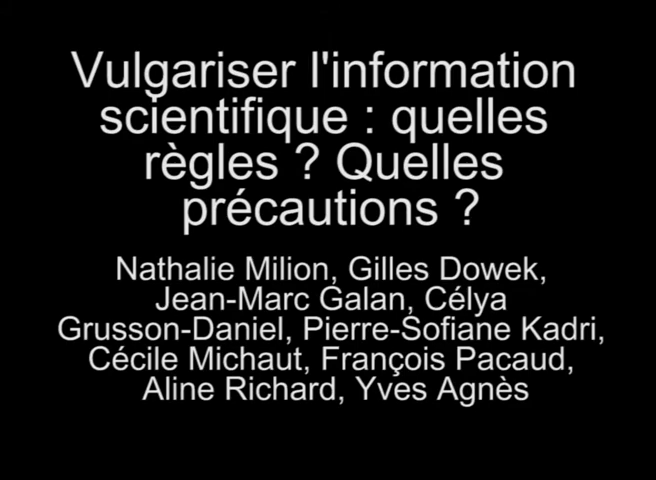 Vulgariser l'information
scientifique : quelles
règles ? Quelles
précautions ?
Nathalie Milion, Gilles Dowek,
Jean-Marc Galan, Célya
Grusson-Daniel, Pierre-Sofiane Kadri,
Cécile Michaut, François Pacaud,
Aline Richard, Yves Agnès